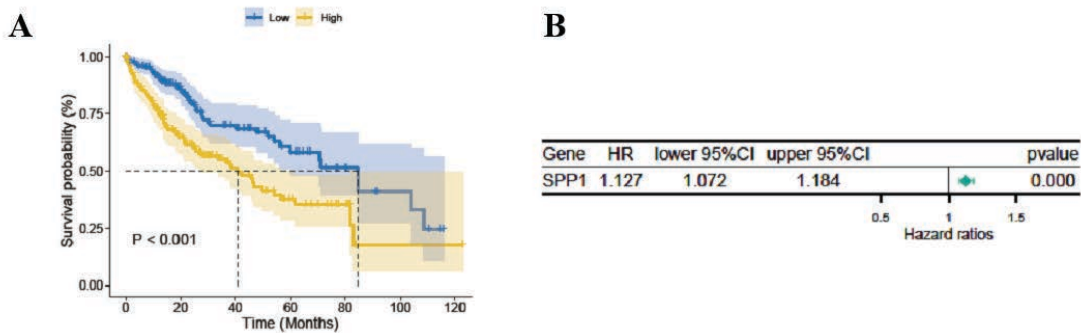 A
Low High
Survival probability (%)
1.00
0.75
0.50
0.25
0.00
P < 0.001
0 20 40 60 80 100 120
Time (Months)
B
Gene HR lower 95%CI upper 95%CI pvalue
SPP1 1.127 1.072 1.184 0.000
0.5 1 1.5
Hazard ratios